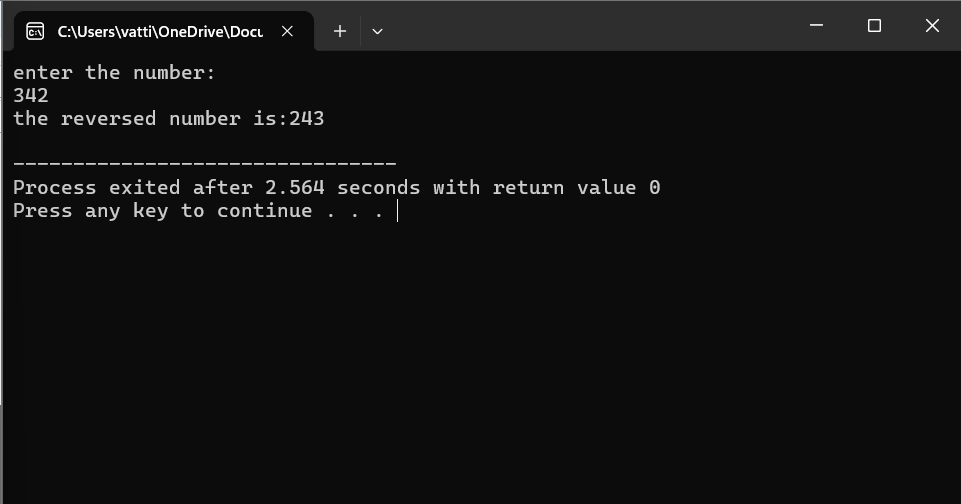 C:\Users\vatti\OneDrive\Docu
enter the number:
342
the reversed number is:243
--------------------------------
Process exited after 2.564 seconds with return value 0
Press any key to continue . . .